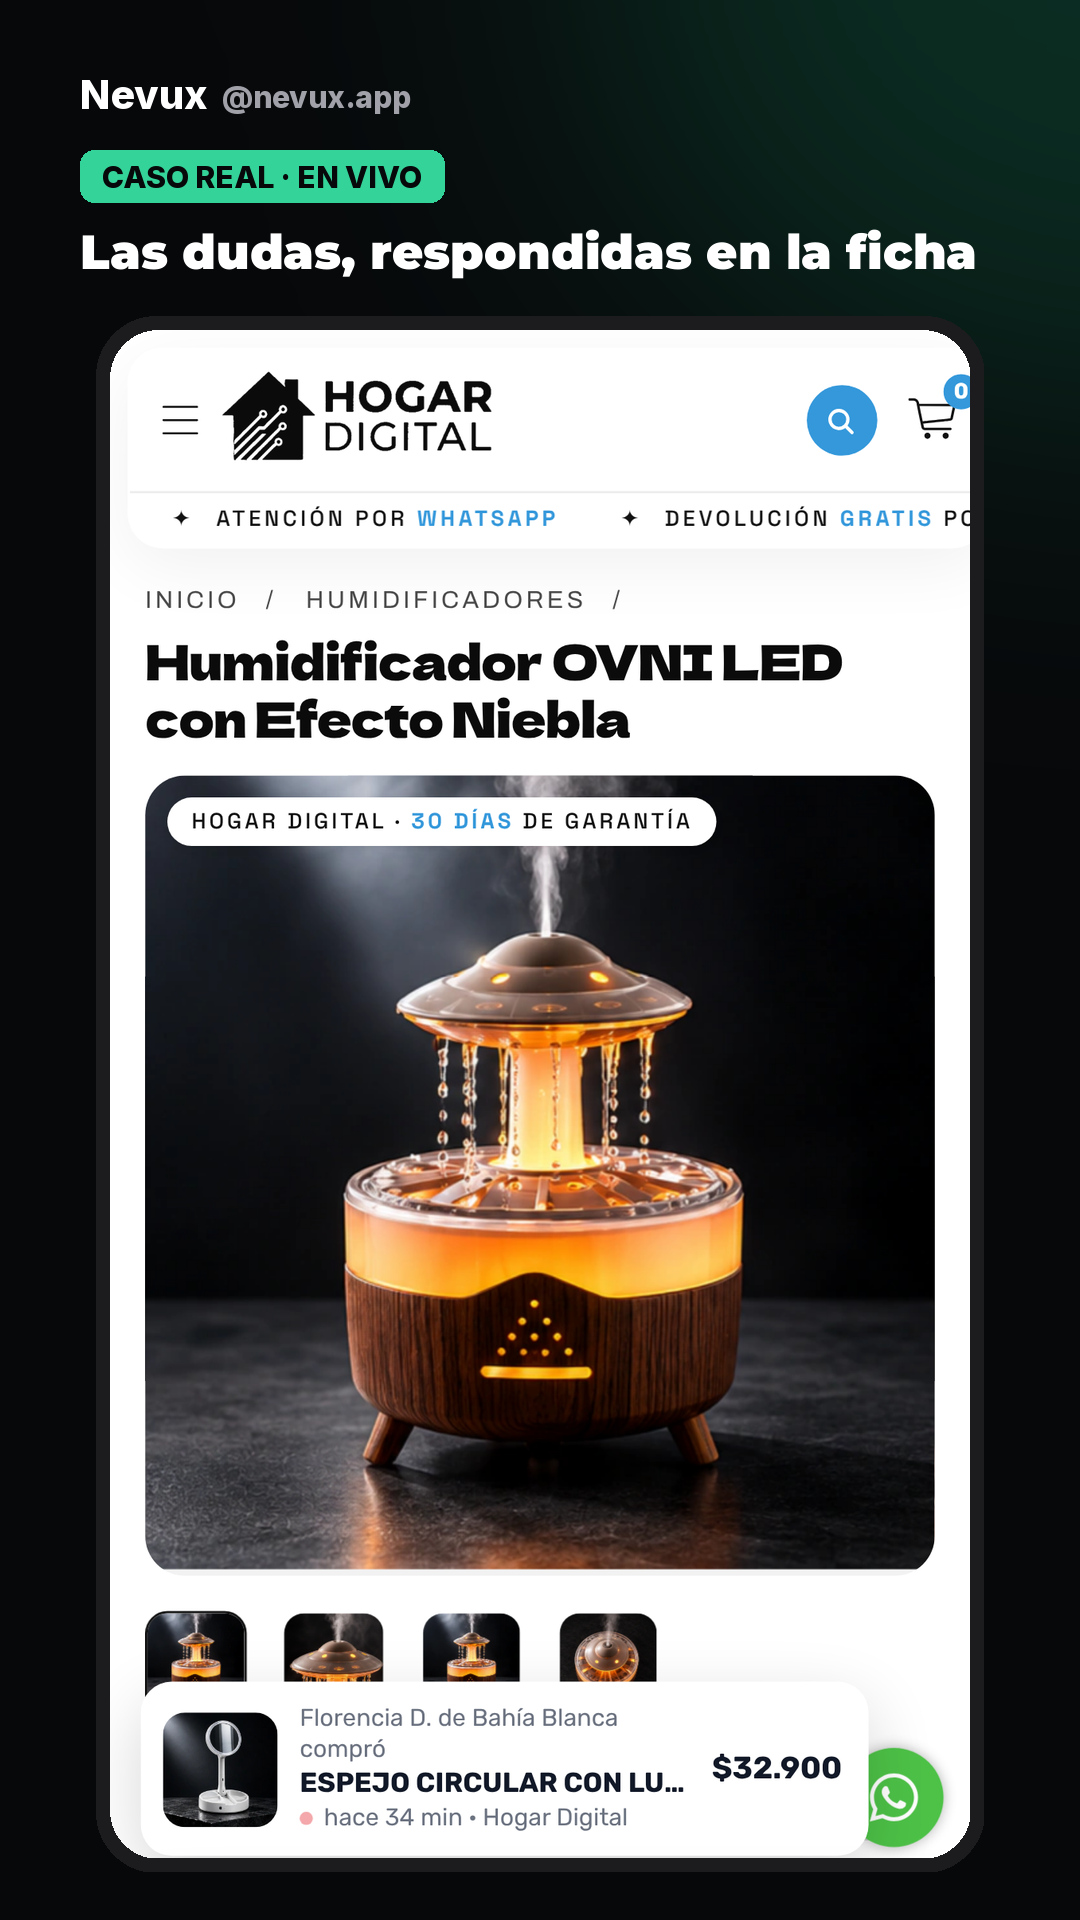 Nevux @nevux.app
CASO REAL · EN VIVO
Las dudas, respondidas en la ficha
HOGAR
DIGITAL
0
✦ ATENCIÓN POR WHATSAPP ✦ DEVOLUCIÓN GRATIS PO
INICIO / HUMIDIFICADORES /
Humidificador OVNI LED
con Efecto Niebla
HOGAR DIGITAL · 30 DÍAS DE GARANTÍA
Florencia D. de Bahía Blanca
compró
ESPEJO CIRCULAR CON LU...
$32.900
hace 34 min • Hogar Digital